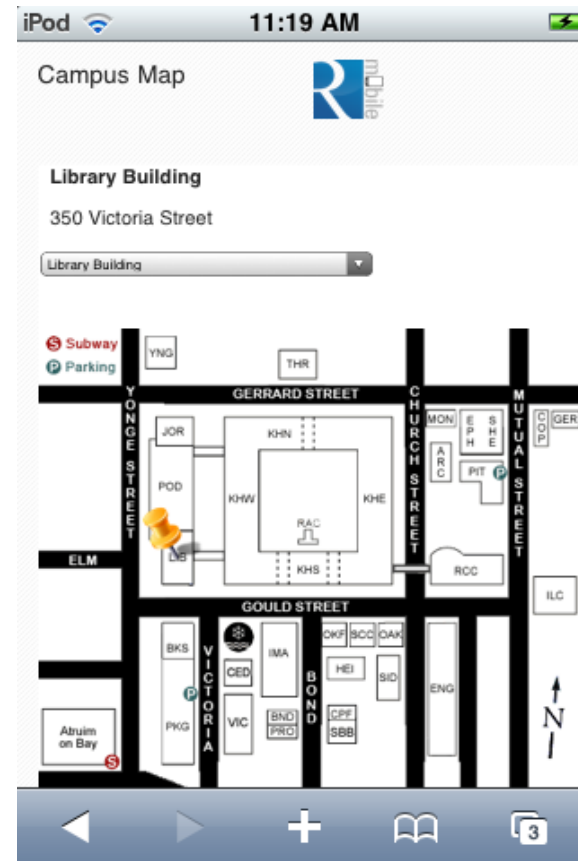 iPod 11:19 AM
Campus Map
R mobile
Library Building
350 Victoria Street
Library Building
S Subway
P Parking
YNG
THR
YONGE STREET
GERRARD STREET
CHURCH STREET
MUTUAL STREET
JOR
KHN
MON
EPH
SHE
COP
GER
ARC
PIT
P
POD
KHW
KHE
RAC
LIB
KHS
RCC
ELM
ILC
GOULD STREET
BKS
VICTORIA
IMA
BOND
OKF
SCC
OAK
CED
HEI
SID
ENG
P
PKG
VIC
BND
PRO
CPF
SBB
N
Atruim
on Bay
S
3